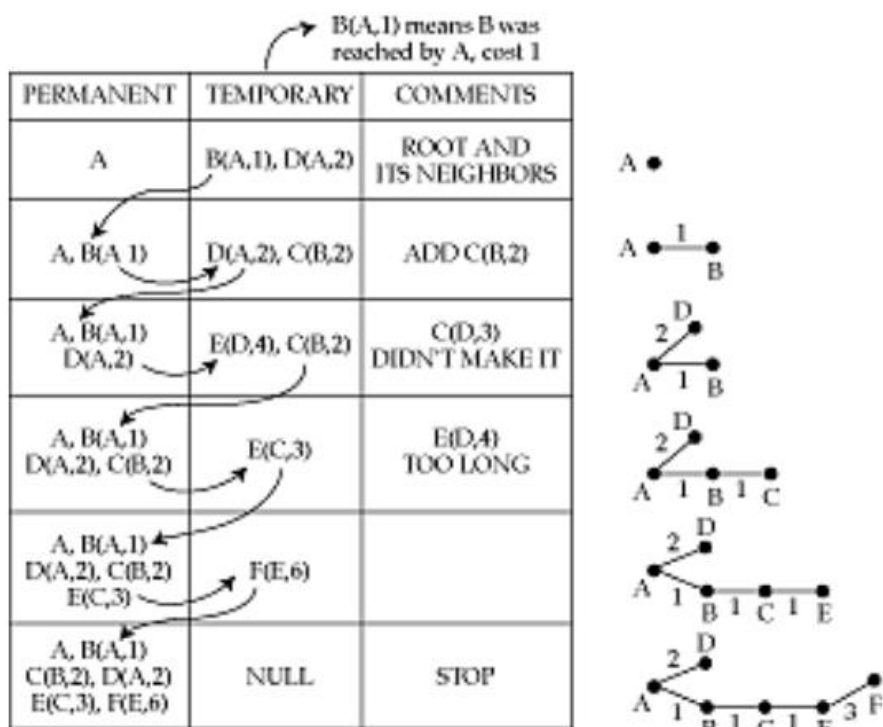 B(A,1) means B was
reached by A, cost 1
PERMANENT TEMPORARY COMMENTS
A
B(A,1), D(A,2)
ROOT AND
ITS NEIGHBORS
A
A, B(A 1)
D(A,2), C(B,2)
ADD C(B,2)
A 1 B
A, B(A,1)
D(A,2)
E(D,4), C(B,2)
C(D,3)
DIDN'T MAKE IT
D
2
A 1 B
A, B(A,1)
D(A,2), C(B,2)
E(C,3)
E(D,4)
TOO LONG
D
2
A 1 B 1 C
A, B(A,1)
D(A,2), C(B,2)
E(C,3)
F(E,6)
D
2
A 1 B 1 C 1 E
A, B(A,1)
C(B,2), D(A,2)
E(C,3), F(E,6)
NULL
STOP
D
2
A 1 B 1 C 1 E 3 F